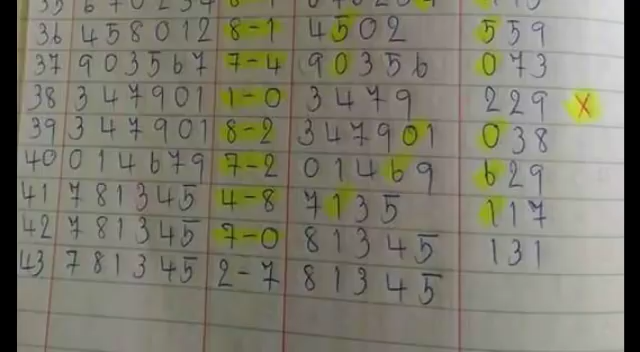 36 458012 8-1 4502 559
37 903567 7-4 90356 073
38 347901 1-0 3479 229 X
39 347901 8-2 347901 038
40 014679 7-2 01469 629
41 781345 4-8 7135 117
42 781345 7-0 81345 131
43 781345 2-7 81345